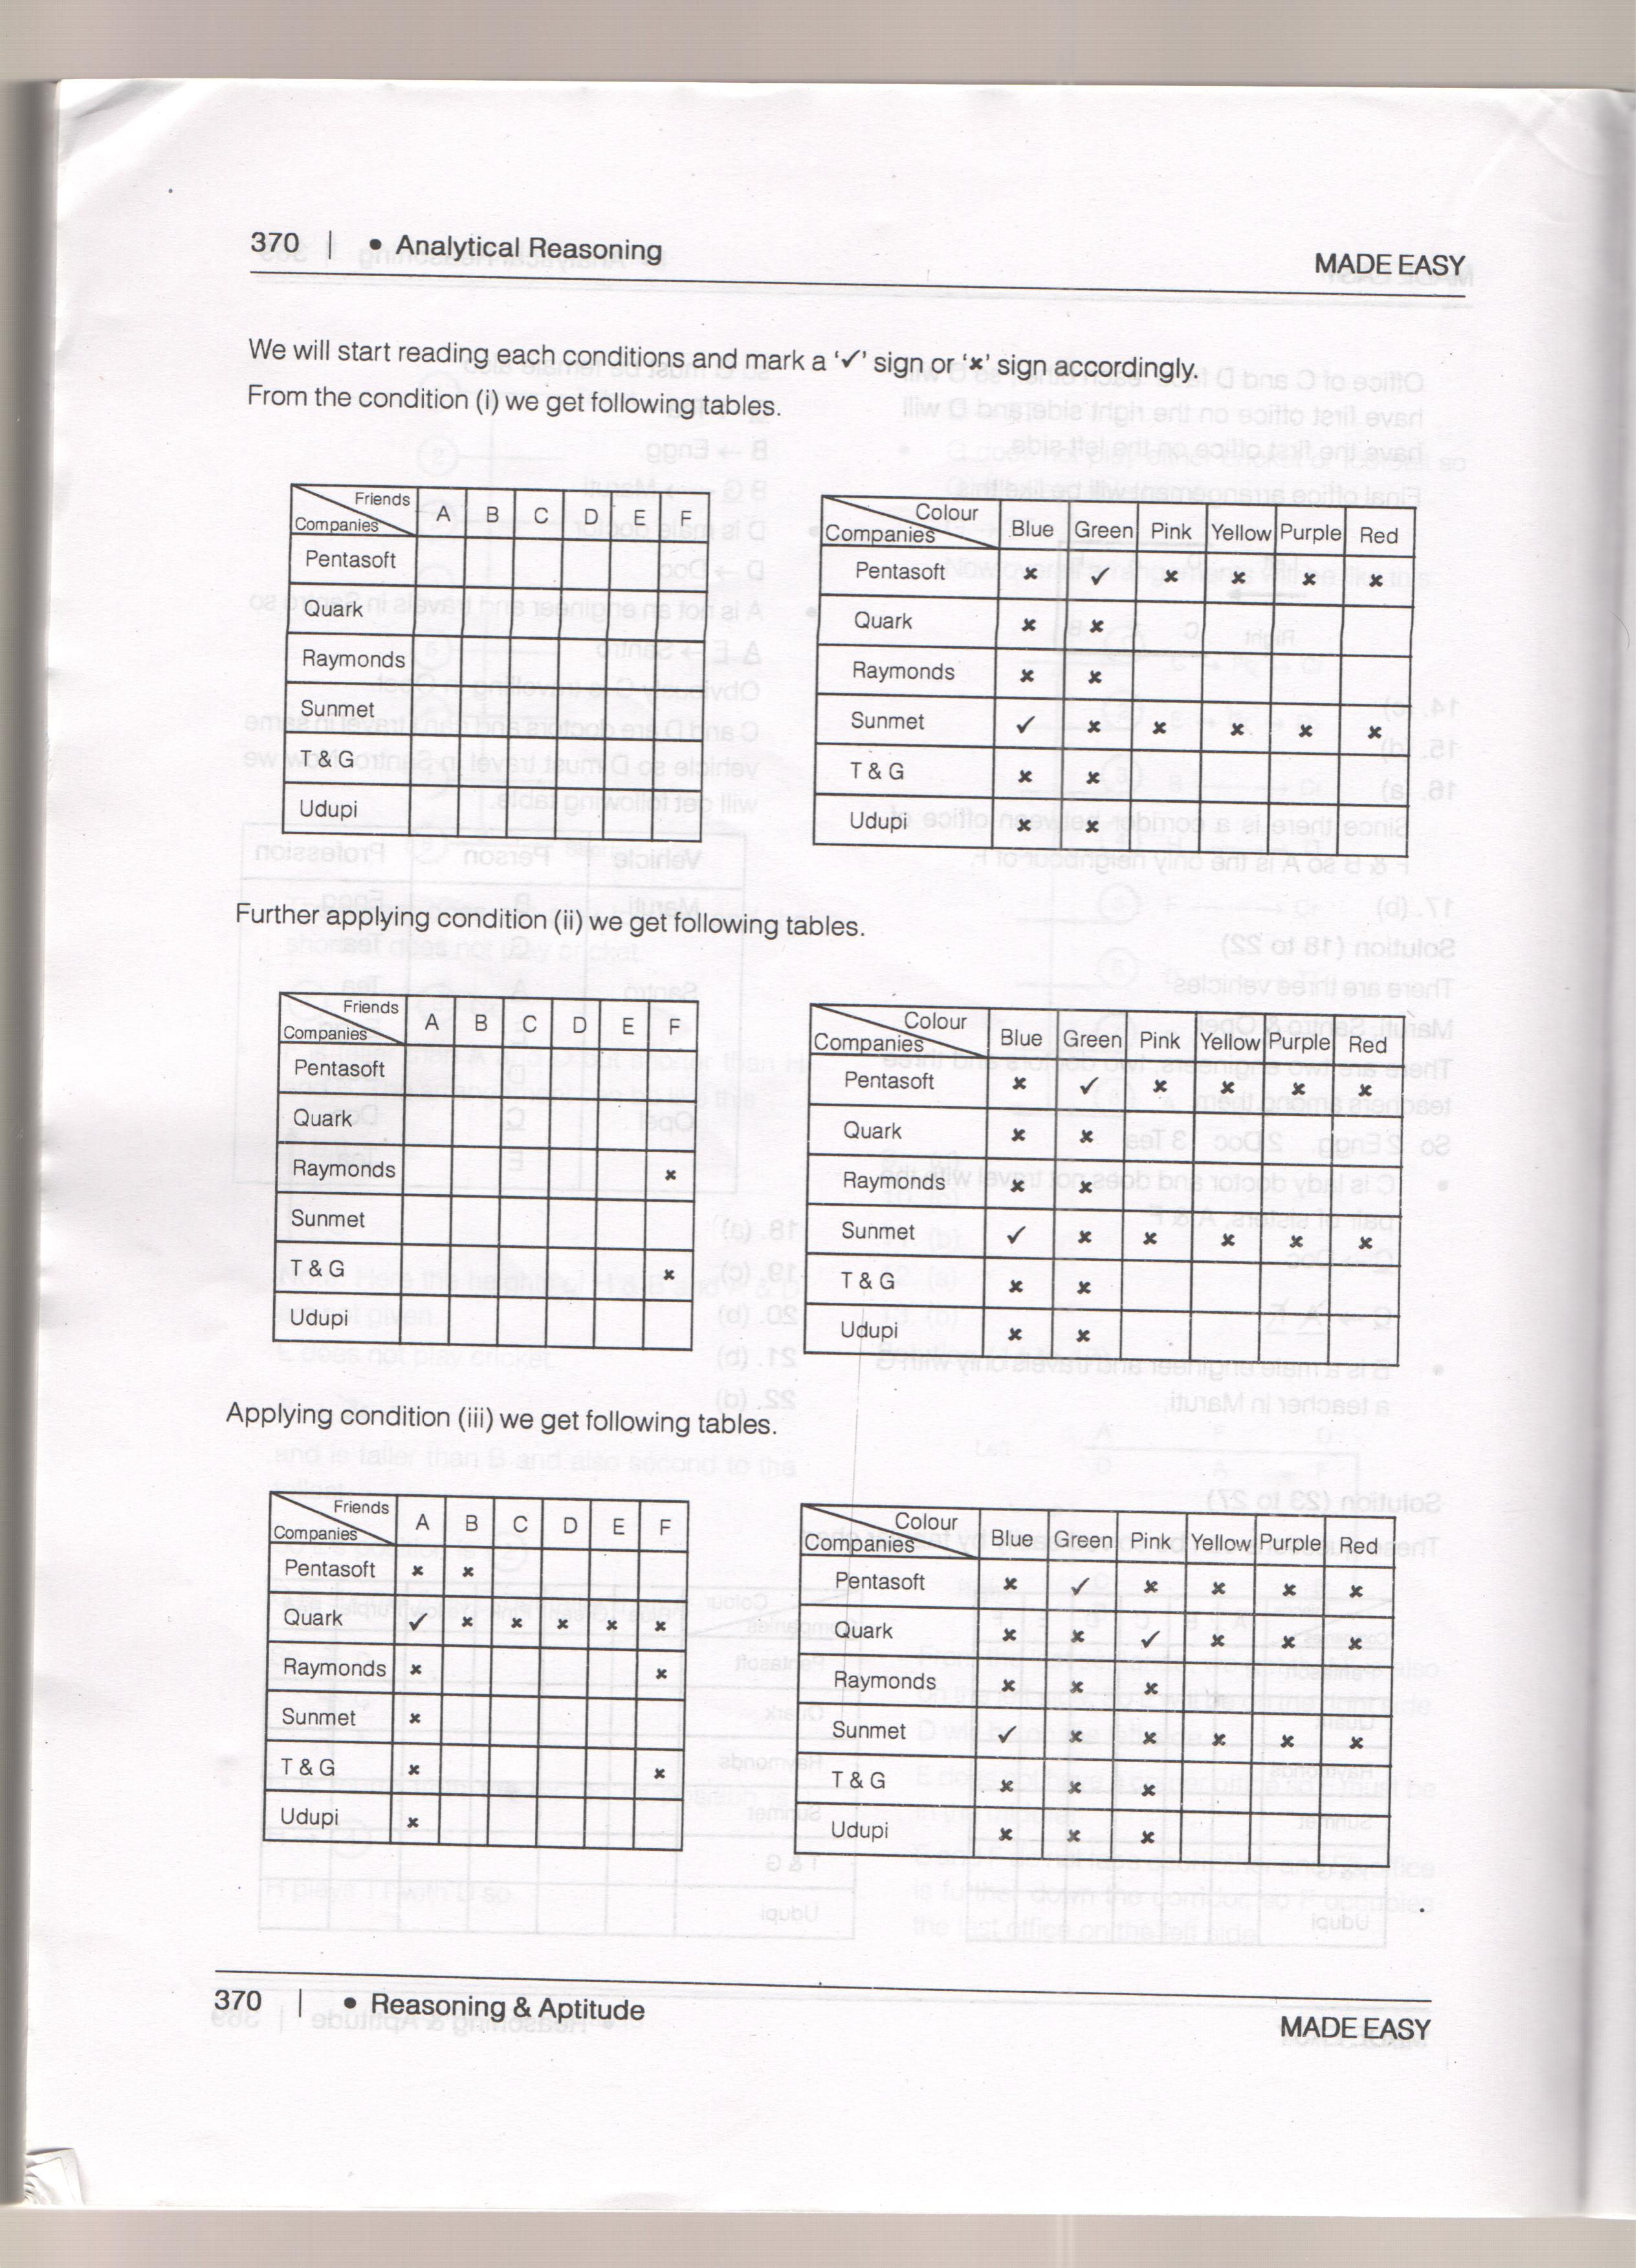 370 | • Analytical Reasoning MADE EASY
We will start reading each conditions and mark a '✓' sign or '×' sign accordingly.
From the condition (i) we get following tables.
Friends
Companies A B C D E F
Pentasoft
Quark
Raymonds
Sunmet
T & G
Udupi
Colour
Companies Blue Green Pink Yellow Purple Red
Pentasoft × ✓ × × × ×
Quark × ×
Raymonds × ×
Sunmet ✓ × × × × ×
T & G × ×
Udupi × ×
Further applying condition (ii) we get following tables.
Friends
Companies A B C D E F
Pentasoft
Quark
Raymonds ×
Sunmet
T & G ×
Udupi
Colour
Companies Blue Green Pink Yellow Purple Red
Pentasoft × ✓ × × × ×
Quark × ×
Raymonds × ×
Sunmet ✓ × × × × ×
T & G × ×
Udupi × ×
Applying condition (iii) we get following tables.
Friends
Companies A B C D E F
Pentasoft × ×
Quark ✓ × × × × ×
Raymonds × ×
Sunmet ×
T & G × ×
Udupi ×
Colour
Companies Blue Green Pink Yellow Purple Red
Pentasoft × ✓ × × × ×
Quark × × ✓ × × ×
Raymonds × × ×
Sunmet ✓ × × × × ×
T & G × × ×
Udupi × × ×
370 | • Reasoning & Aptitude MADE EASY